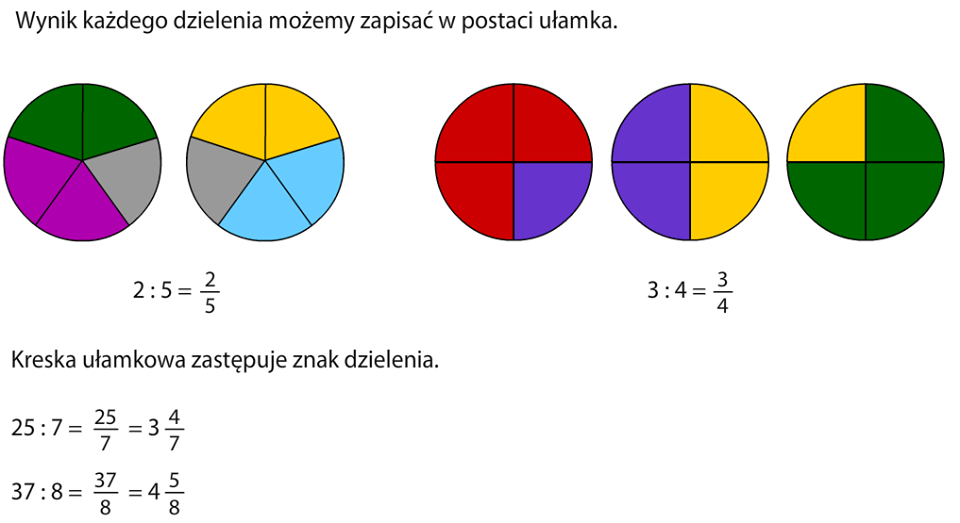 Wynik każdego dzielenia możemy zapisać w postaci ułamka.
2 : 5 = 2/5
3 : 4 = 3/4
Kreska ułamkowa zastępuje znak dzielenia.
25 : 7 = 25/7 = 3 4/7
37 : 8 = 37/8 = 4 5/8